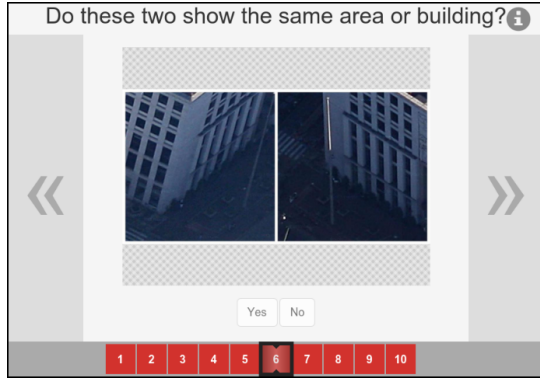 Do these two show the same area or building?
Yes No
1 2 3 4 5 6 7 8 9 10